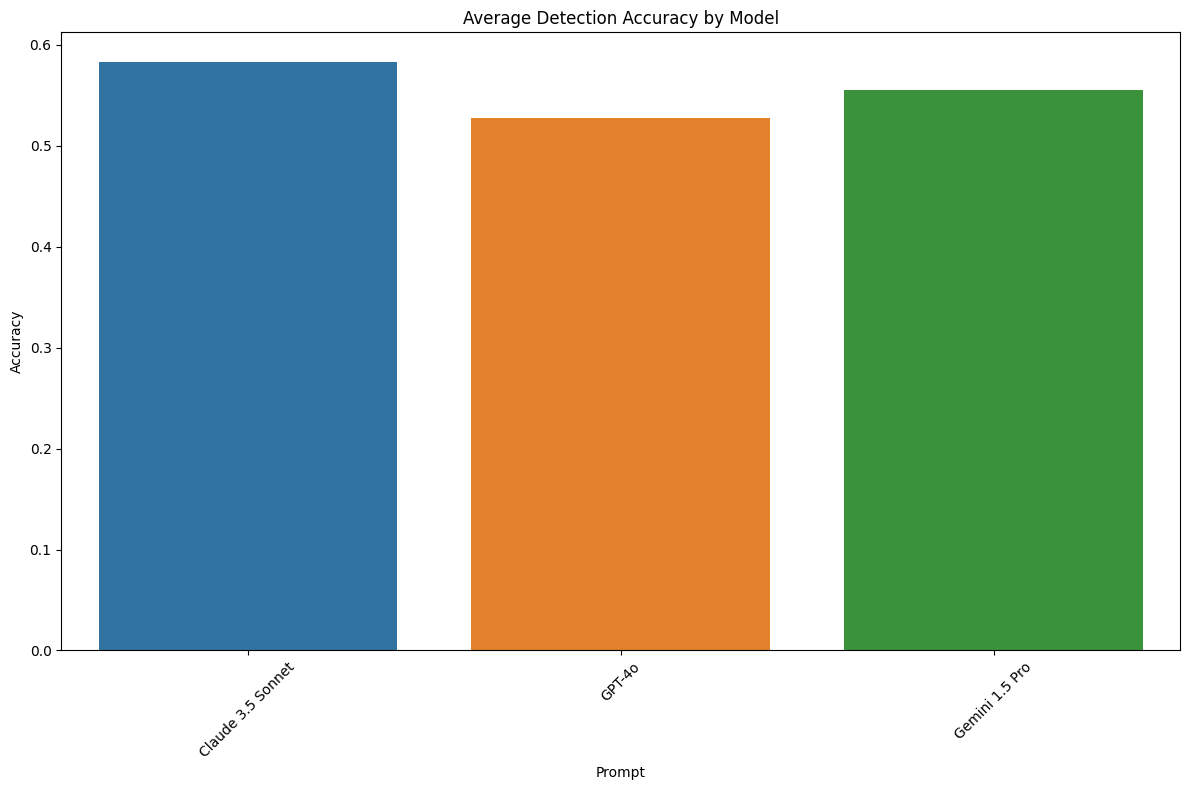 Average Detection Accuracy by Model
0.6
0.5
0.4
0.3
0.2
0.1
0.0
Accuracy
Claude 3.5 Sonnet
GPT-4o
Gemini 1.5 Pro
Prompt